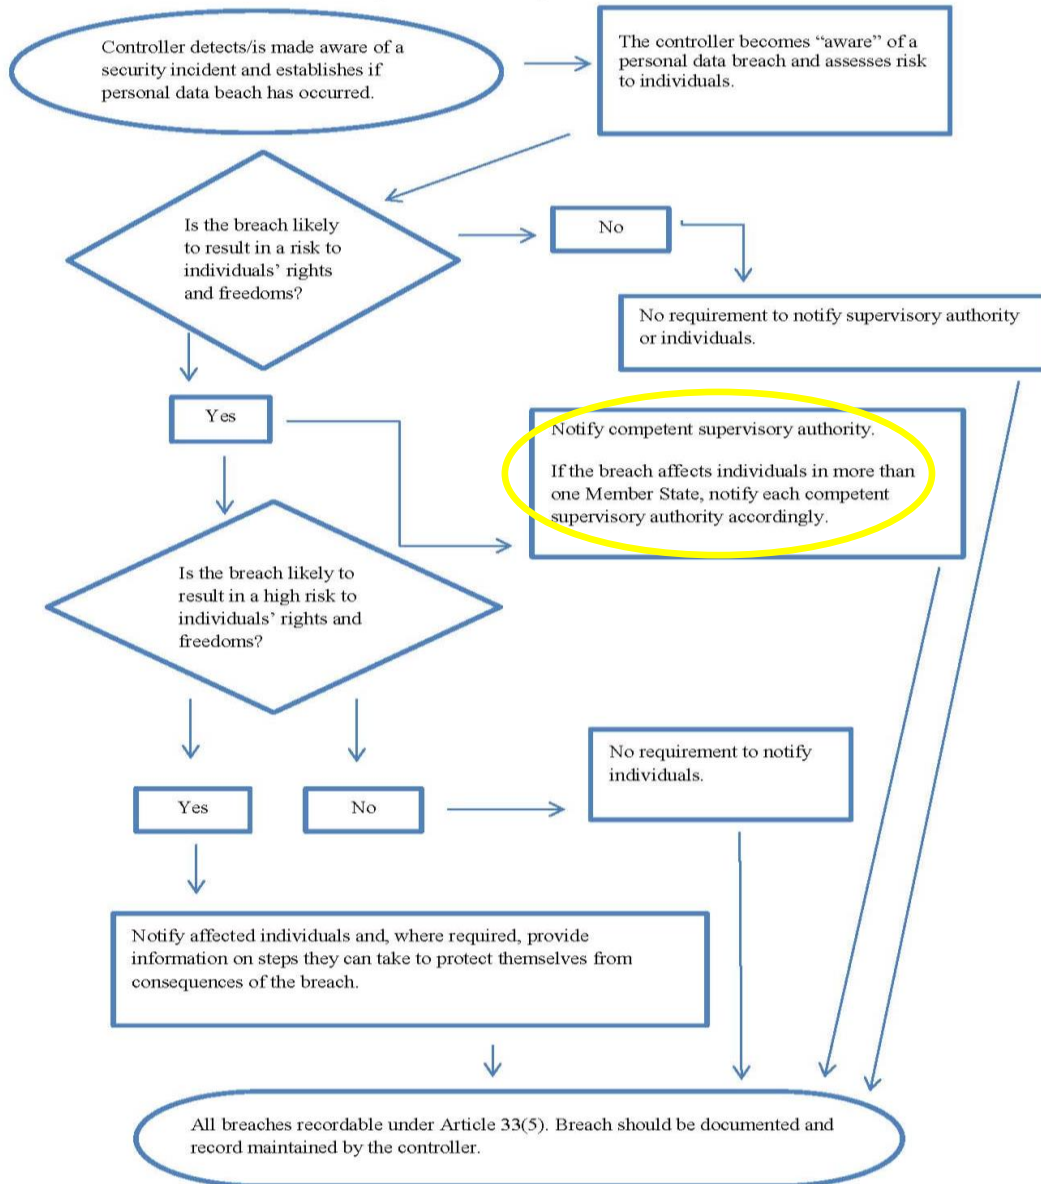 Controller detects/is made aware of a
security incident and establishes if
personal data beach has occurred.
The controller becomes “aware” of a
personal data breach and assesses risk
to individuals.
Is the breach likely
to result in a risk to
individuals’ rights
and freedoms?
No
No requirement to notify supervisory authority
or individuals.
Yes
Notify competent supervisory authority.
If the breach affects individuals in more than
one Member State, notify each competent
supervisory authority accordingly.
Is the breach likely to
result in a high risk to
individuals’ rights and
freedoms?
Yes
No
No requirement to notify
individuals.
Notify affected individuals and, where required, provide
information on steps they can take to protect themselves from
consequences of the breach.
All breaches recordable under Article 33(5). Breach should be documented and
record maintained by the controller.